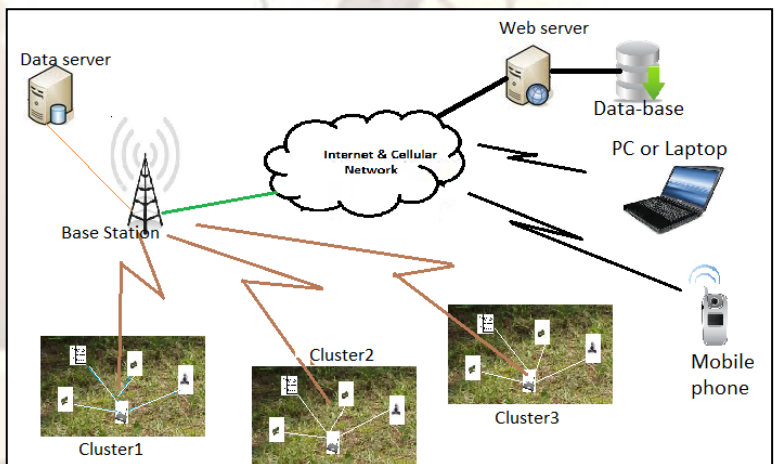 Web server
Data server
Data-base
PC or Laptop
Internet & Cellular
Network
Base Station
Cluster2
Mobile
phone
Cluster3
Cluster1